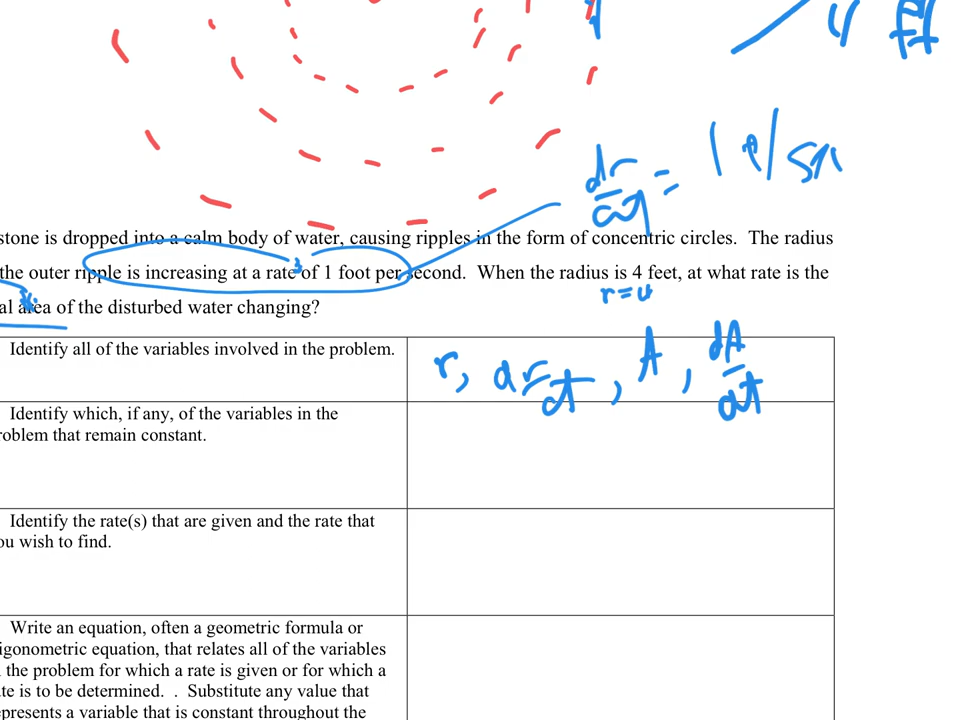 4 ft
dr/dt = 1 ft/sec
stone is dropped into a calm body of water, causing ripples in the form of concentric circles. The radius
the outer ripple is increasing at a rate of 1 foot per second. When the radius is 4 feet, at what rate is the
r = 4
al area of the disturbed water changing?
Identify all of the variables involved in the problem.
r, dr/dt, A, dA/dt
Identify which, if any, of the variables in the
roblem that remain constant.
Identify the rate(s) that are given and the rate that
ou wish to find.
Write an equation, often a geometric formula or
igonometric equation, that relates all of the variables
the problem for which a rate is given or for which a
te is to be determined. . Substitute any value that
presents a variable that is constant throughout the